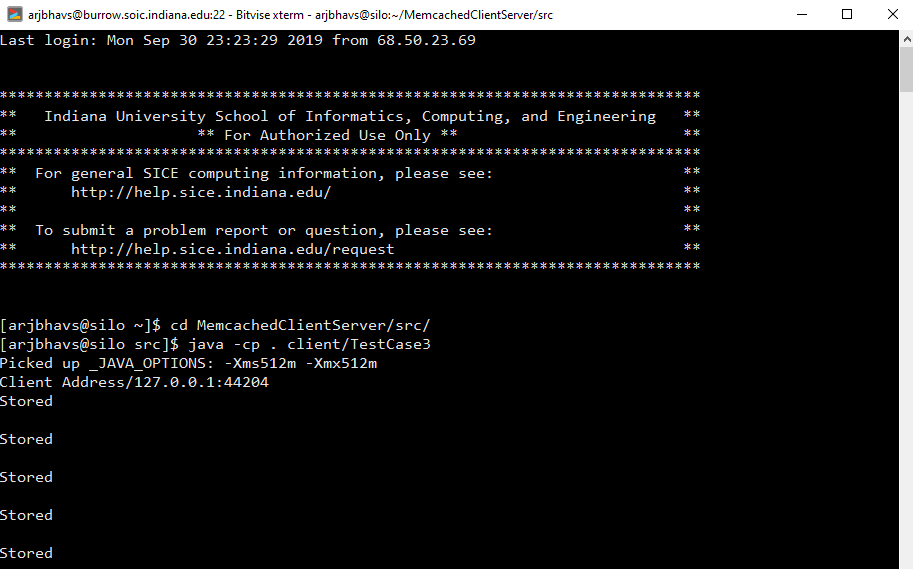 arjbhavs@burrow.soic.indiana.edu:22 - Bitvise xterm - arjbhavs@silo:~/MemcachedClientServer/src
Last login: Mon Sep 30 23:23:29 2019 from 68.50.23.69
******************************************************************************
**   Indiana University School of Informatics, Computing, and Engineering   **
**                    ** For Authorized Use Only **                         **
******************************************************************************
**  For general SICE computing information, please see:                     **
**      http://help.sice.indiana.edu/                                       **
**                                                                          **
**  To submit a problem report or question, please see:                     **
**      http://help.sice.indiana.edu/request                                **
******************************************************************************
[arjbhavs@silo ~]$ cd MemcachedClientServer/src/
[arjbhavs@silo src]$ java -cp . client/TestCase3
Picked up _JAVA_OPTIONS: -Xms512m -Xmx512m
Client Address/127.0.0.1:44204
Stored
Stored
Stored
Stored
Stored